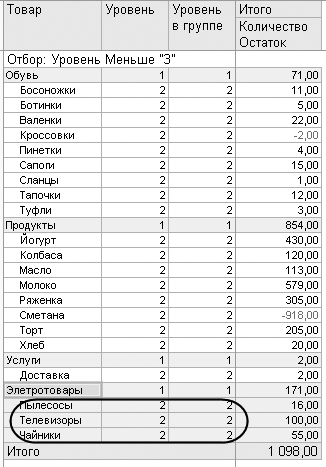 Товар Уровень Уровень Итого
в группе Количество
Остаток
Отбор: Уровень Меньше "3"
Обувь 1 1 71,00
Босоножки 2 2 11,00
Ботинки 2 2 5,00
Валенки 2 2 22,00
Кроссовки 2 2 -2,00
Пинетки 2 2 4,00
Сапоги 2 2 15,00
Сланцы 2 2 1,00
Тапочки 2 2 12,00
Туфли 2 2 3,00
Продукты 1 1 854,00
Йогурт 2 2 430,00
Колбаса 2 2 120,00
Масло 2 2 113,00
Молоко 2 2 579,00
Ряженка 2 2 305,00
Сметана 2 2 -918,00
Торт 2 2 205,00
Хлеб 2 2 20,00
Услуги 1 1 2,00
Доставка 2 2 2,00
Элетротовары 1 1 171,00
Пылесосы 2 2 16,00
Телевизоры 2 2 100,00
Чайники 2 2 55,00
Итого 1 098,00